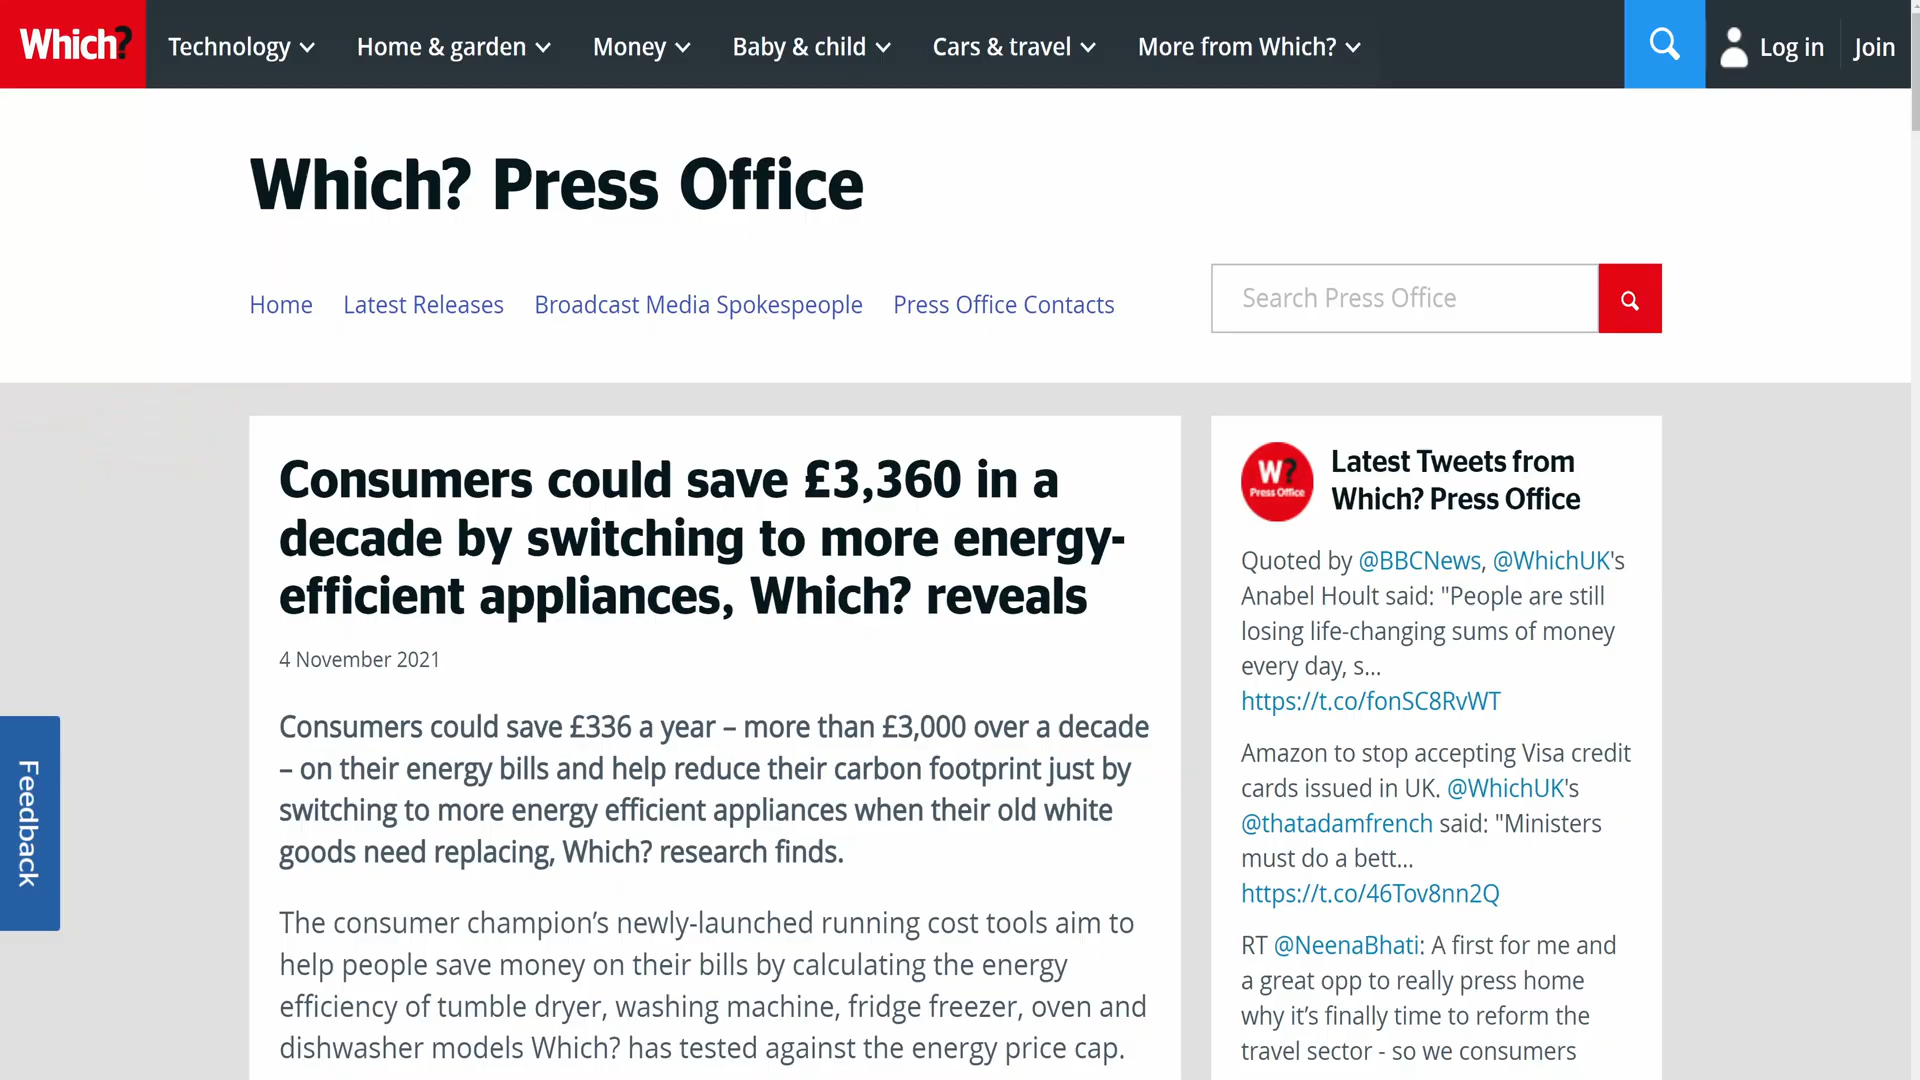 Which?
Technology
Home & garden
Money
Baby & child
Cars & travel
More from Which?
Log in
Join
Which? Press Office
Home
Latest Releases
Broadcast Media Spokespeople
Press Office Contacts
Search Press Office
Consumers could save £3,360 in a
decade by switching to more energy-
efficient appliances, Which? reveals
4 November 2021
Consumers could save £336 a year – more than £3,000 over a decade
– on their energy bills and help reduce their carbon footprint just by
switching to more energy efficient appliances when their old white
goods need replacing, Which? research finds.
The consumer champion’s newly-launched running cost tools aim to
help people save money on their bills by calculating the energy
efficiency of tumble dryer, washing machine, fridge freezer, oven and
dishwasher models Which? has tested against the energy price cap.
W?
Press Office
Latest Tweets from
Which? Press Office
Quoted by @BBCNews, @WhichUK's
Anabel Hoult said: "People are still
losing life-changing sums of money
every day, s...
https://t.co/fonSC8RvWT
Amazon to stop accepting Visa credit
cards issued in UK. @WhichUK's
@thatadamfrench said: "Ministers
must do a bett...
https://t.co/46Tov8nn2Q
RT @NeenaBhati: A first for me and
a great opp to really press home
why it’s finally time to reform the
travel sector - so we consumers
Feedback